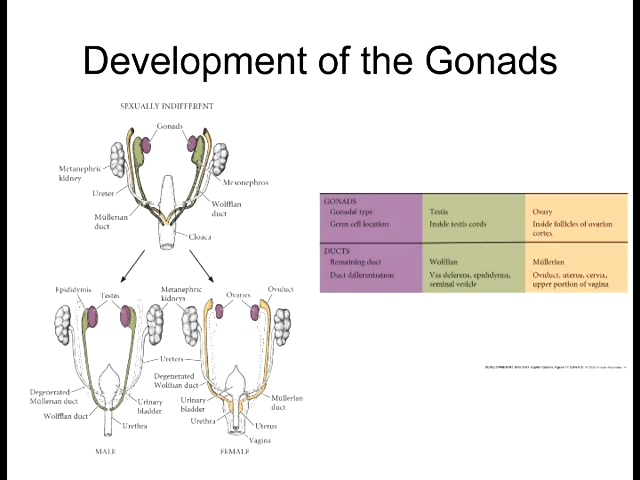 Development of the Gonads
SEXUALLY INDIFFERENT
Gonads
Metanephric
kidney
Ureter
Müllerian
duct
Mesonephros
Wolffian
duct
Cloaca
Epididymis
Testes
Metanephric
kidneys
Ovaries
Oviduct
Ureters
Degenerated
Wolffian duct
Degenerated
Müllerian duct
Wolffian duct
Urinary
bladder
Urethra
Urinary
bladder
Urethra
Müllerian
duct
Uterus
Vagina
MALE
FEMALE
GONADS
Gonadal type Testis Ovary
Germ cell location Inside testis cords Inside follicles of ovarian
cortex
DUCTS
Remaining duct Wolffian Müllerian
Duct differentiation Vas deferens, epididymis, Oviduct, uterus, cervix,
seminal vesicle upper portion of vagina
DEVELOPMENTAL BIOLOGY